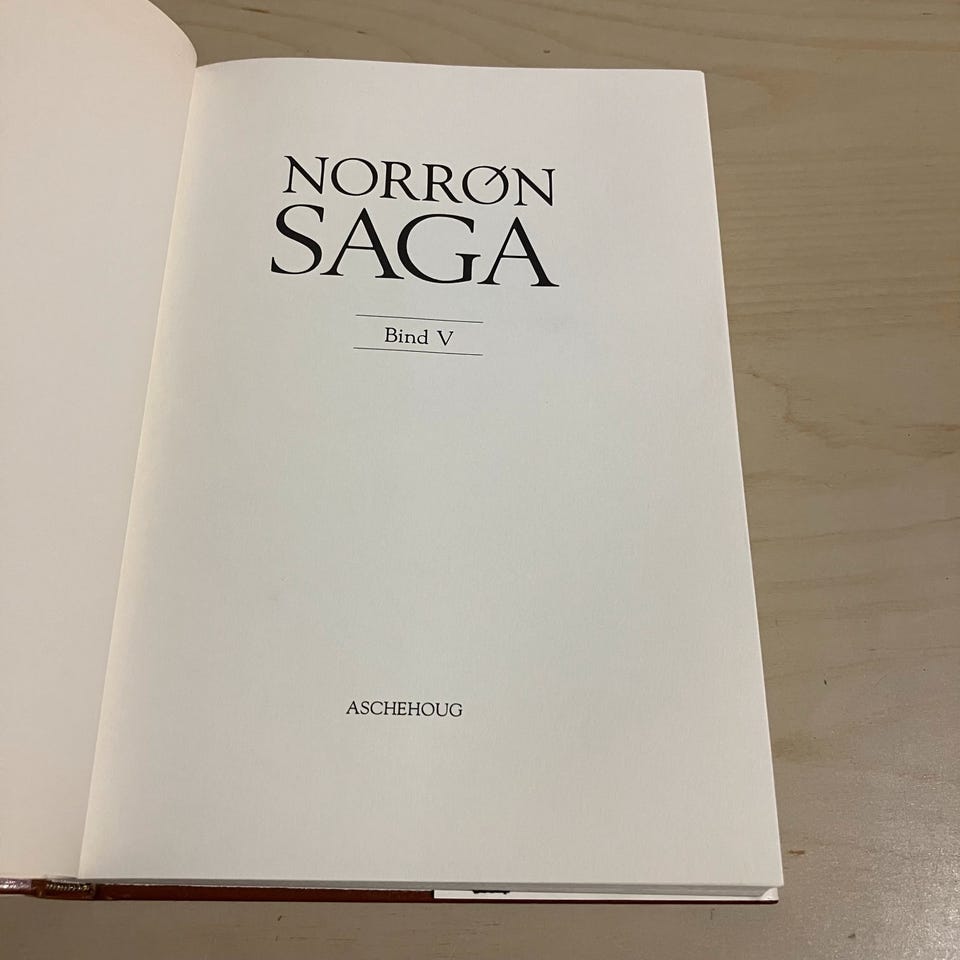 NORRØN
SAGA
Bind V
ASCHEHOUG